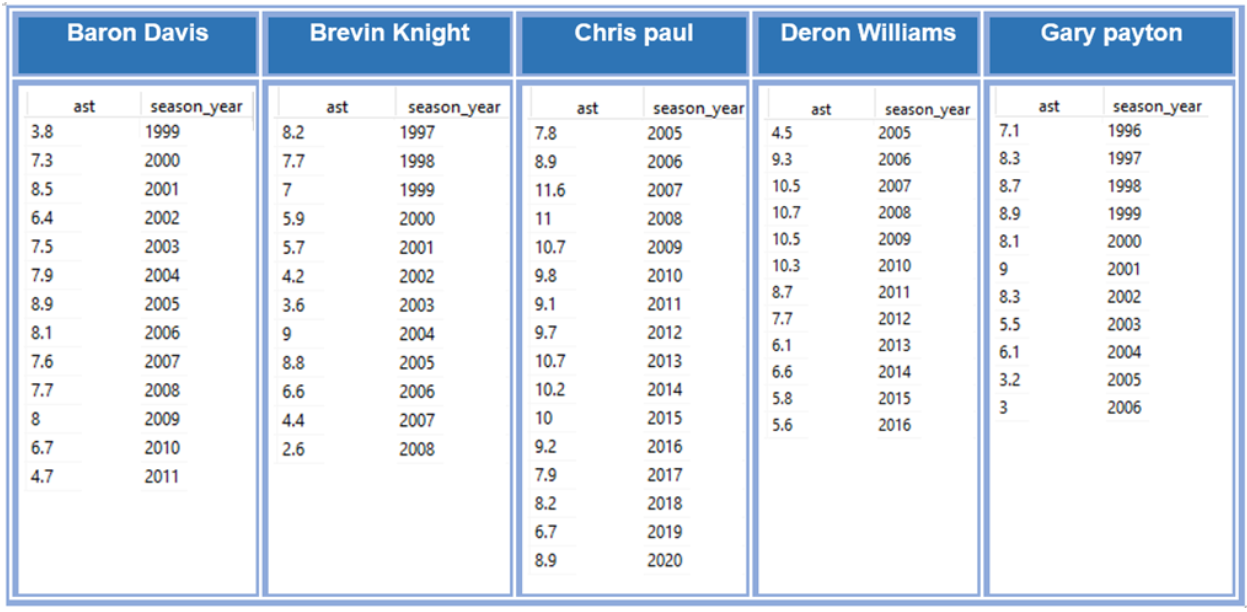 Baron Davis Brevin Knight Chris paul Deron Williams Gary payton
ast season_year ast season_year ast season_year ast season_year ast season_year
3.8 1999 8.2 1997 7.8 2005 4.5 2005 7.1 1996
7.3 2000 7.7 1998 8.9 2006 9.3 2006 8.3 1997
8.5 2001 7 1999 11.6 2007 10.5 2007 8.7 1998
6.4 2002 5.9 2000 11 2008 10.7 2008 8.9 1999
7.5 2003 5.7 2001 10.7 2009 10.5 2009 8.1 2000
7.9 2004 4.2 2002 9.8 2010 10.3 2010 9 2001
8.9 2005 3.6 2003 9.1 2011 8.7 2011 8.3 2002
8.1 2006 9 2004 9.7 2012 7.7 2012 5.5 2003
7.6 2007 8.8 2005 10.7 2013 6.1 2013 6.1 2004
7.7 2008 6.6 2006 10.2 2014 6.6 2014 3.2 2005
8 2009 4.4 2007 10 2015 5.8 2015 3 2006
6.7 2010 2.6 2008 9.2 2016 5.6 2016
4.7 2011 7.9 2017
8.2 2018
6.7 2019
8.9 2020